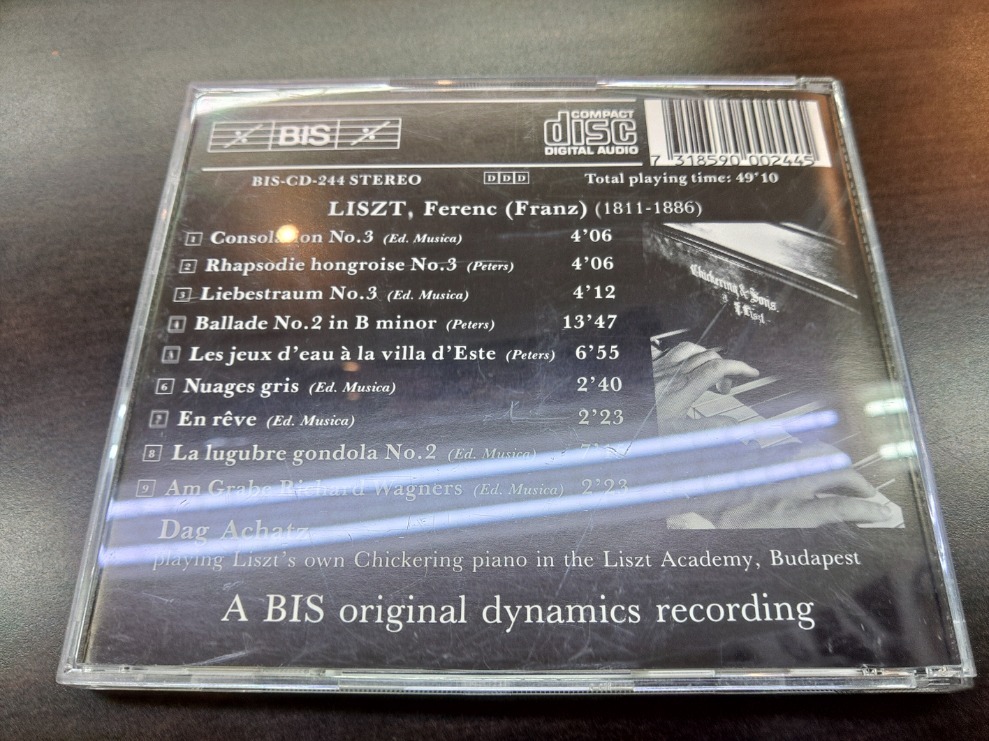 BIS
COMPACT
disc
DIGITAL AUDIO
7 318590 002445
BIS-CD-244 STEREO
DDD
Total playing time: 49'10
LISZT, Ferenc (Franz) (1811-1886)
1 Consolation No.3 (Ed. Musica) 4'06
2 Rhapsodie hongroise No.3 (Peters) 4'06
3 Liebestraum No.3 (Ed. Musica) 4'12
4 Ballade No.2 in B minor (Peters) 13'47
5 Les jeux d'eau à la villa d'Este (Peters) 6'55
6 Nuages gris (Ed. Musica) 2'40
7 En rêve (Ed. Musica) 2'23
8 La lugubre gondola No.2 (Ed. Musica)
9 Am Grabe Richard Wagners (Ed. Musica) 2'23
Dag Achatz
playing Liszt's own Chickering piano in the Liszt Academy, Budapest
A BIS original dynamics recording
Chickering & Sons
F. Liszt